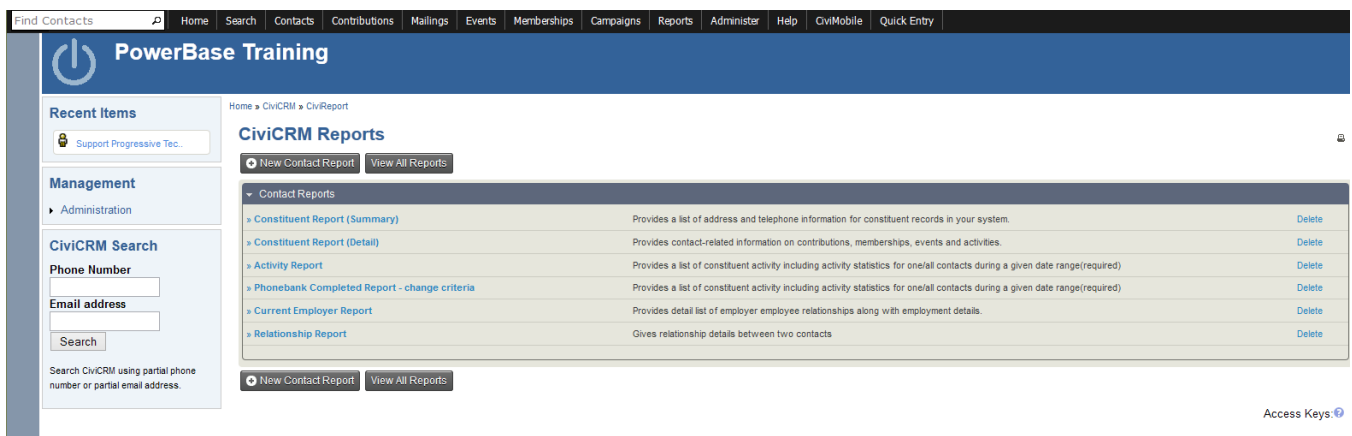 Find Contacts Home Search Contacts Contributions Mailings Events Memberships Campaigns Reports Administer Help CiviMobile Quick Entry
PowerBase Training
Recent Items
Support Progressive Tec..
Management
Administration
CiviCRM Search
Phone Number
Email address
Search
Search CiviCRM using partial phone
number or partial email address.
Home » CiviCRM » CiviReport
CiviCRM Reports
New Contact Report View All Reports
Contact Reports
» Constituent Report (Summary) Provides a list of address and telephone information for constituent records in your system. Delete
» Constituent Report (Detail) Provides contact-related information on contributions, memberships, events and activities. Delete
» Activity Report Provides a list of constituent activity including activity statistics for one/all contacts during a given date range(required) Delete
» Phonebank Completed Report - change criteria Provides a list of constituent activity including activity statistics for one/all contacts during a given date range(required) Delete
» Current Employer Report Provides detail list of employer employee relationships along with employment details. Delete
» Relationship Report Gives relationship details between two contacts Delete
New Contact Report View All Reports
Access Keys:?